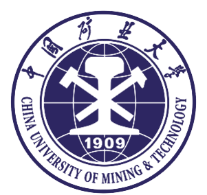 中国矿业大学
1909
CHINA UNIVERSITY OF MINING & TECHNOLOGY